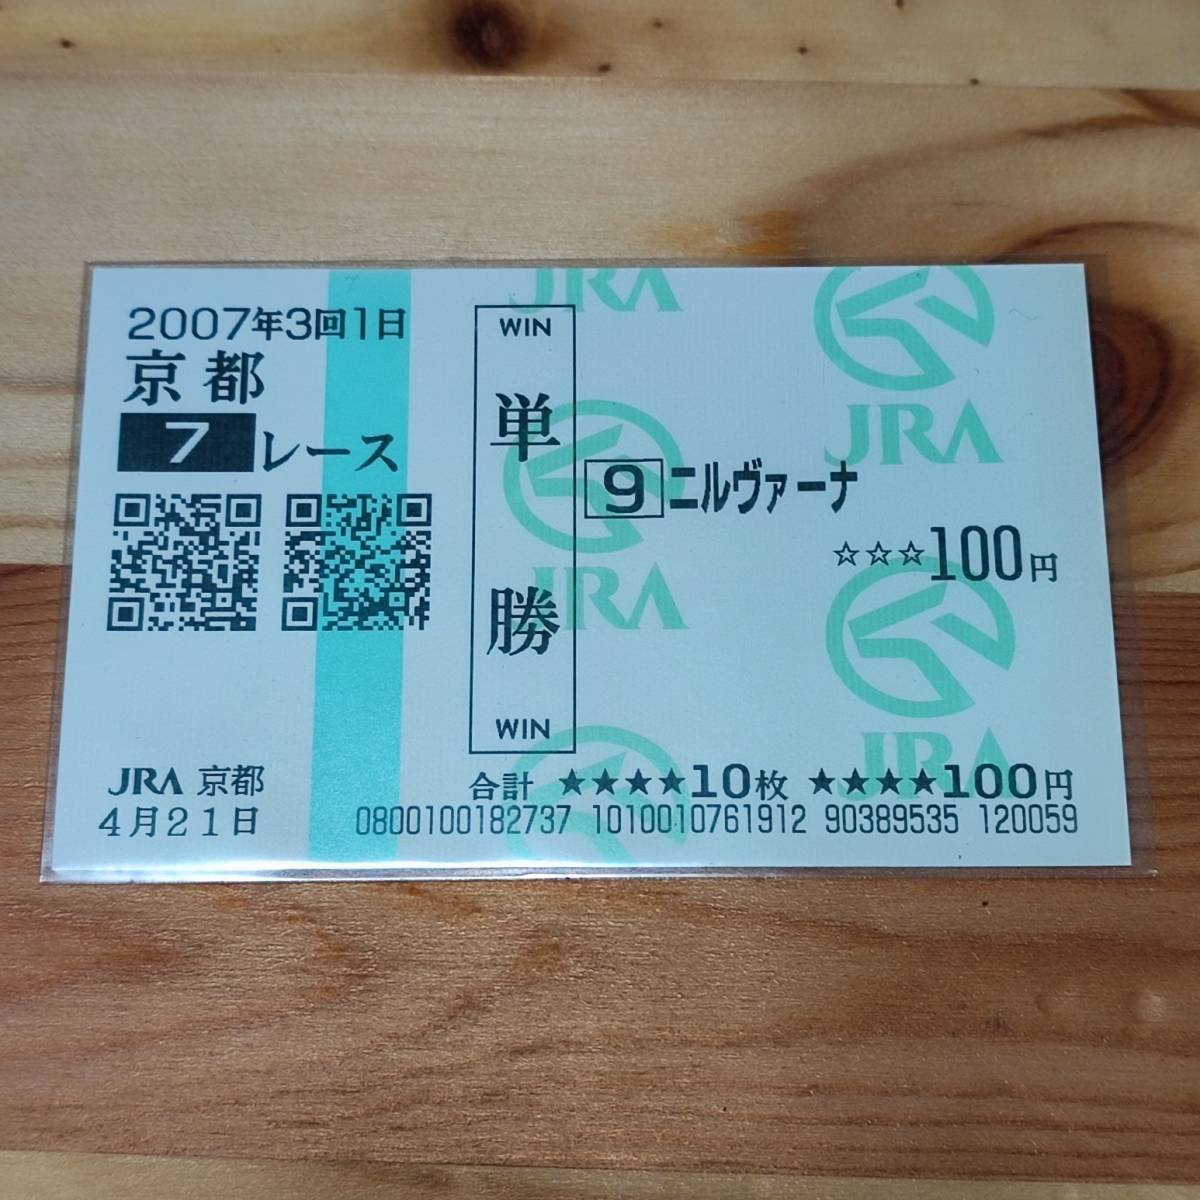 2007年3回1日
京都
7レース
WIN
単勝
WIN
9 ニルヴァーナ
☆☆☆100円
JRA
JRA
JRA
JRA
JRA 京都
4月21日
合計 ★★★★10枚 ★★★★100円
0800100182737 1010010761912 90389535 120059